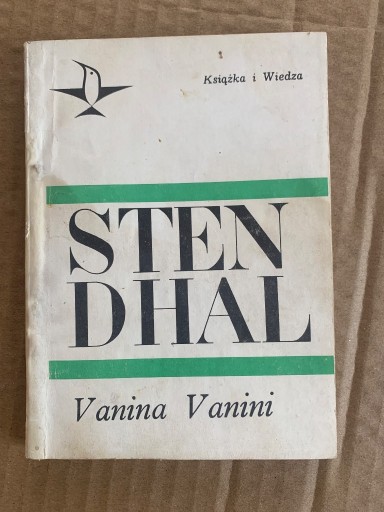 Książka i Wiedza
STEN
DHAL
Vanina Vanini